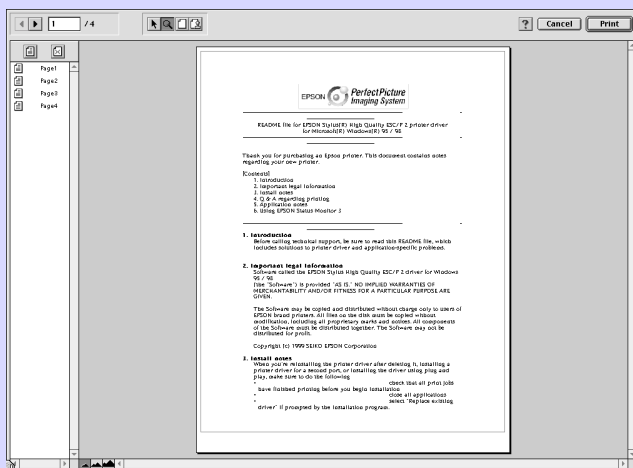 1 / 4
? Cancel Print
Page1
Page2
Page3
Page4
EPSON PerfectPicture
Imaging System
README file for EPSON Stylus(R) High Quality ESC/P 2 printer driver
for Microsoft(R) Windows(R) 95 / 98
Thank you for purchasing an Epson printer. This document contains notes
regarding your new printer.
[Contents]
1. Introduction
2. Important legal information
3. Install notes
4. Q & A regarding printing
5. Application notes
6. Using EPSON Status Monitor 3
1. Introduction
Before calling technical support, be sure to read this README file, which
includes solutions to printer driver and application-specific problems.
2. Important legal information
Software called the EPSON Stylus High Quality ESC/P 2 driver for Windows
95 / 98
(the "Software") is provided "AS IS." NO IMPLIED WARRANTIES OF
MERCHANTABILITY AND/OR FITNESS FOR A PARTICULAR PURPOSE ARE
GIVEN.
The Software may be copied and distributed without charge only to users of
EPSON brand printers. All files on the disk must be copied without
modification, including all proprietary marks and notices. All components
of the Software must be distributed together. The Software may not be
distributed for profit.
Copyright (c) 1999 SEIKO EPSON Corporation
3. Install notes
When you're reinstalling the printer driver after deleting it, installing a
printer driver for a second port, or installing the driver using plug and
play, make sure to do the following.
* check that all print jobs
have finished printing before you begin installation
* close all applications
* select "Replace existing
driver" if prompted by the installation program.